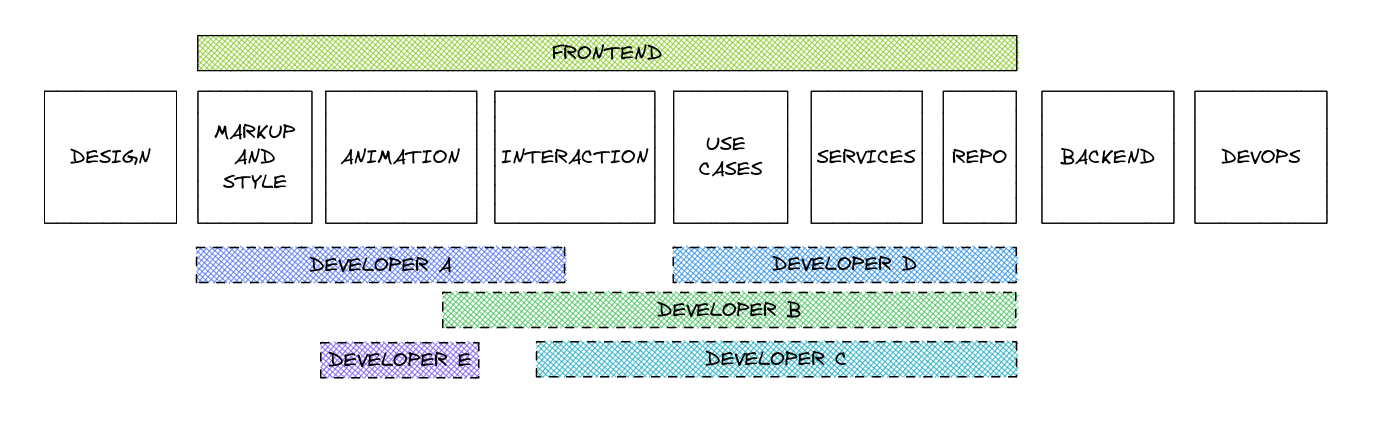 FRONTEND
DESIGN
MARKUP
AND
STYLE
ANIMATION
INTERACTION
USE
CASES
SERVICES
REPO
BACKEND
DEVOPS
DEVELOPER A
DEVELOPER D
DEVELOPER B
DEVELOPER E
DEVELOPER C